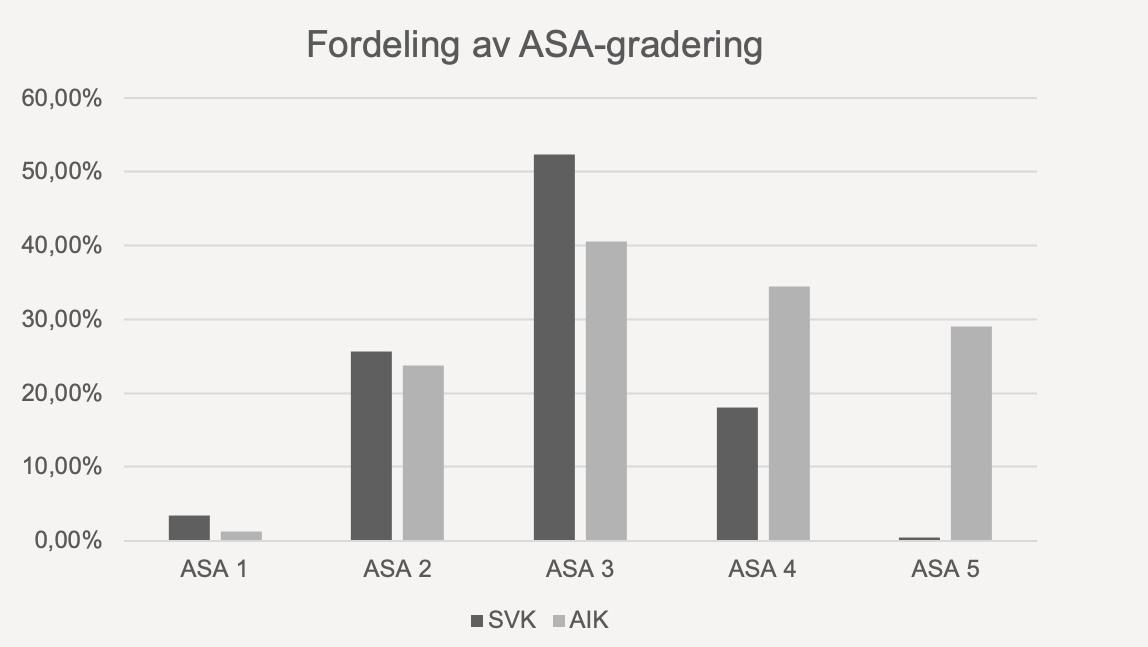 Fordeling av ASA-gradering
60,00%
50,00%
40,00%
30,00%
20,00%
10,00%
0,00%
ASA 1 ASA 2 ASA 3 ASA 4 ASA 5
SVK AIK